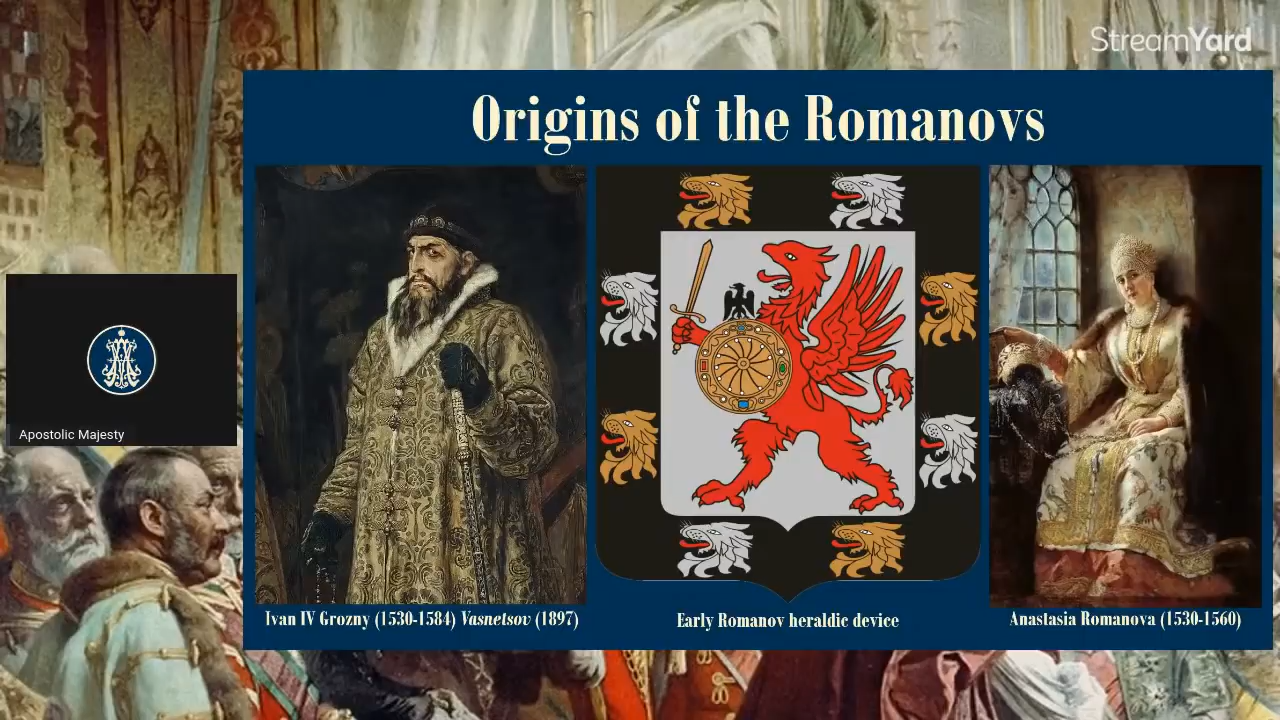 StreamYard
Origins of the Romanovs
Apostolic Majesty
Ivan IV Grozny (1530-1584) Vasnetsov (1897)
Early Romanov heraldic device
Anastasia Romanova (1530-1560)